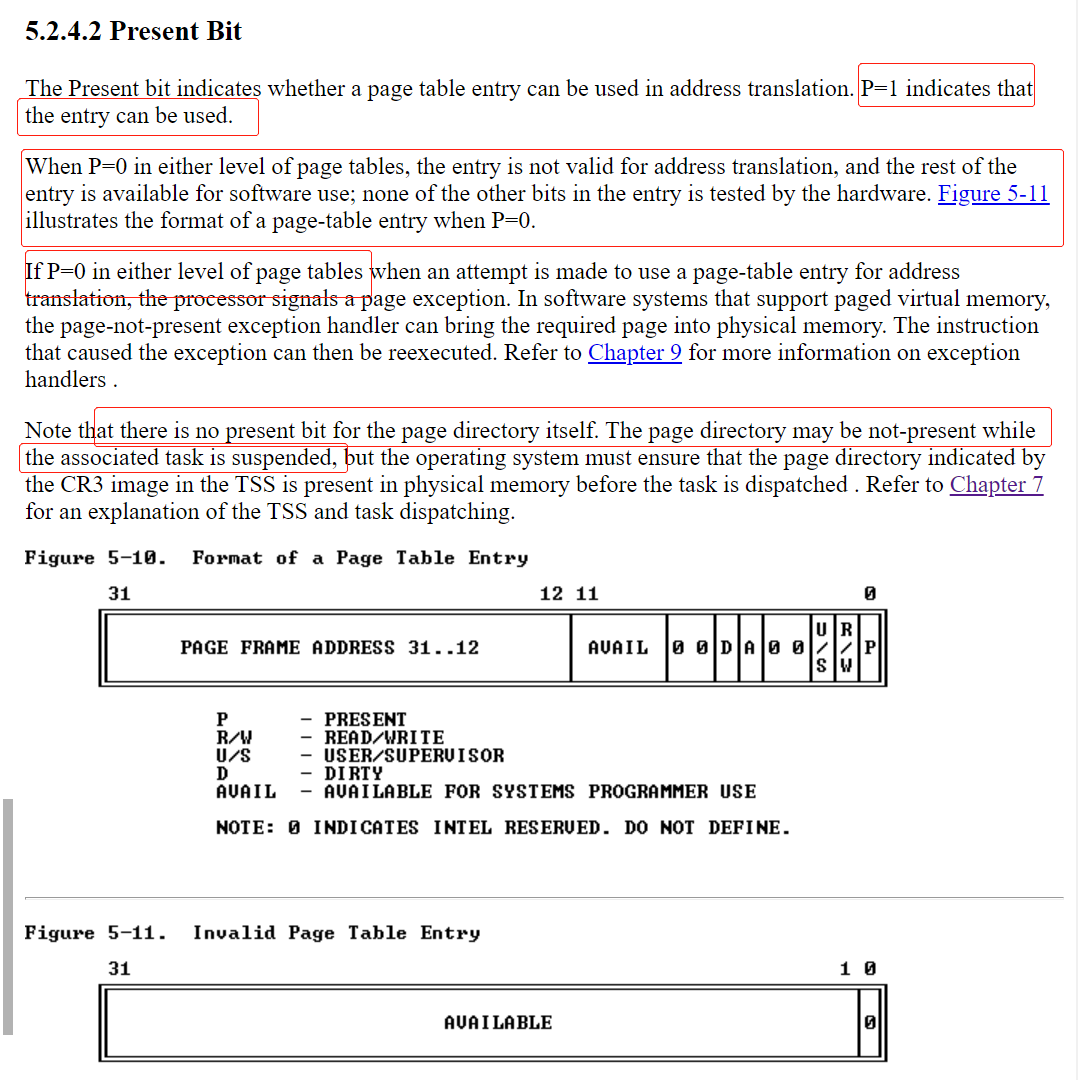 5.2.4.2 Present Bit
The Present bit indicates whether a page table entry can be used in address translation. P=1 indicates that
the entry can be used.
When P=0 in either level of page tables, the entry is not valid for address translation, and the rest of the
entry is available for software use; none of the other bits in the entry is tested by the hardware. Figure 5-11
illustrates the format of a page-table entry when P=0.
If P=0 in either level of page tables when an attempt is made to use a page-table entry for address
translation, the processor signals a page exception. In software systems that support paged virtual memory,
the page-not-present exception handler can bring the required page into physical memory. The instruction
that caused the exception can then be reexecuted. Refer to Chapter 9 for more information on exception
handlers .
Note that there is no present bit for the page directory itself. The page directory may be not-present while
the associated task is suspended, but the operating system must ensure that the page directory indicated by
the CR3 image in the TSS is present in physical memory before the task is dispatched . Refer to Chapter 7
for an explanation of the TSS and task dispatching.
Figure 5-10. Format of a Page Table Entry
31 12 11 0
PAGE FRAME ADDRESS 31..12 AVAIL 0 0 D A 0 0 U/S R/W P
P - PRESENT
R/W - READ/WRITE
U/S - USER/SUPERVISOR
D - DIRTY
AVAIL - AVAILABLE FOR SYSTEMS PROGRAMMER USE
NOTE: 0 INDICATES INTEL RESERVED. DO NOT DEFINE.
Figure 5-11. Invalid Page Table Entry
31 1 0
AVAILABLE 0